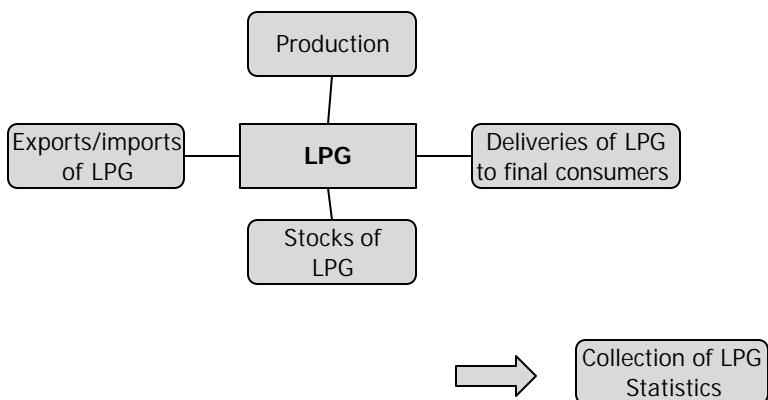 Production
Exports/imports
of LPG
LPG
Deliveries of LPG
to final consumers
Stocks of
LPG
Collection of LPG
Statistics